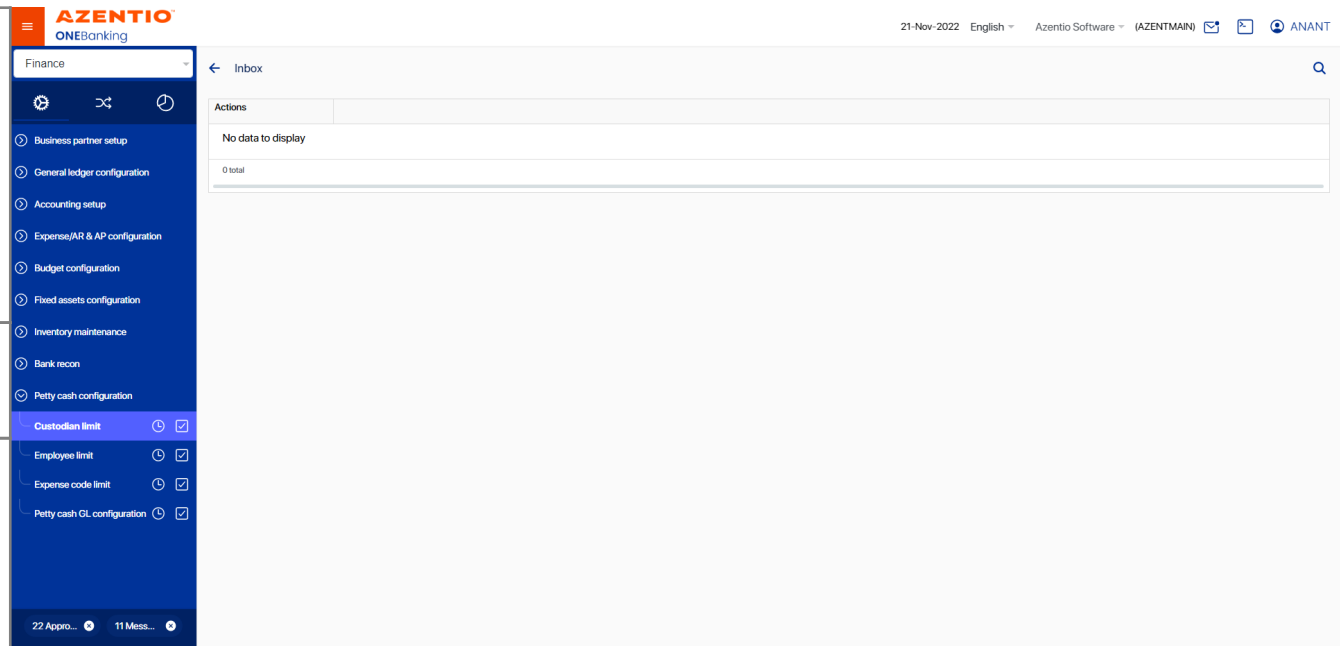 AZENTIO
ONEBanking
21-Nov-2022 English Azentio Software (AZENTMAIN) ANANT
Finance
Inbox
Actions
No data to display
0 total
Business partner setup
General ledger configuration
Accounting setup
Expense/AR & AP configuration
Budget configuration
Fixed assets configuration
Inventory maintenance
Bank recon
Petty cash configuration
Custodian limit
Employee limit
Expense code limit
Petty cash GL configuration
22 Appro... 11 Mess...